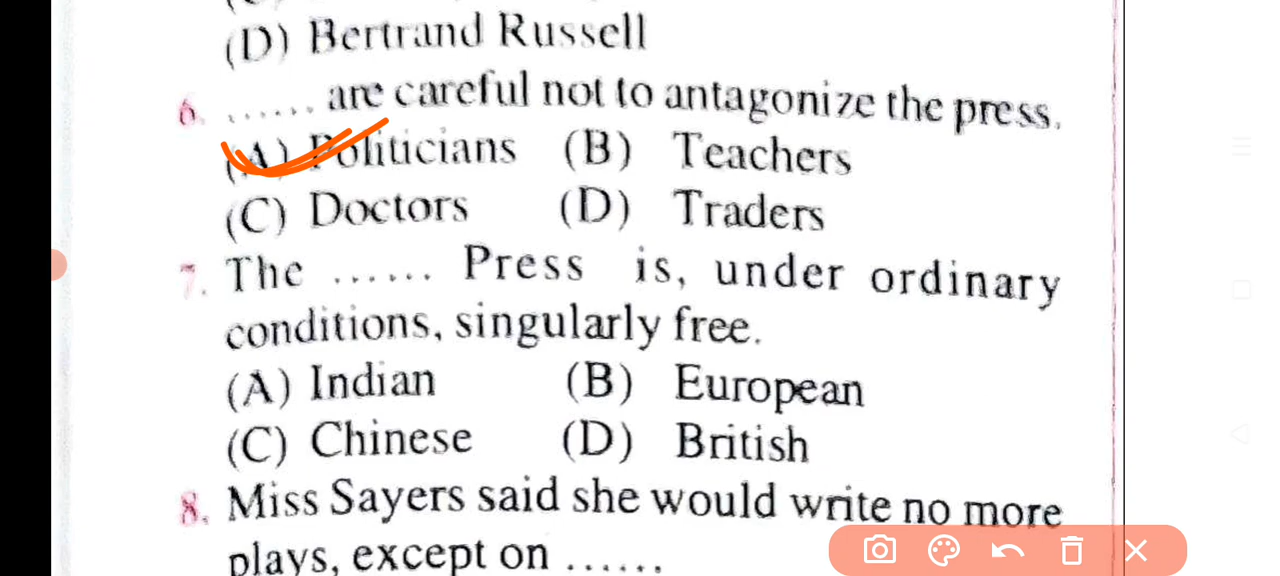 (D) Bertrand Russell
6. ...... are careful not to antagonize the press.
(A) Politicians (B) Teachers
(C) Doctors (D) Traders
7. The ...... Press is, under ordinary
conditions, singularly free.
(A) Indian (B) European
(C) Chinese (D) British
8. Miss Sayers said she would write no more
plays, except on ......